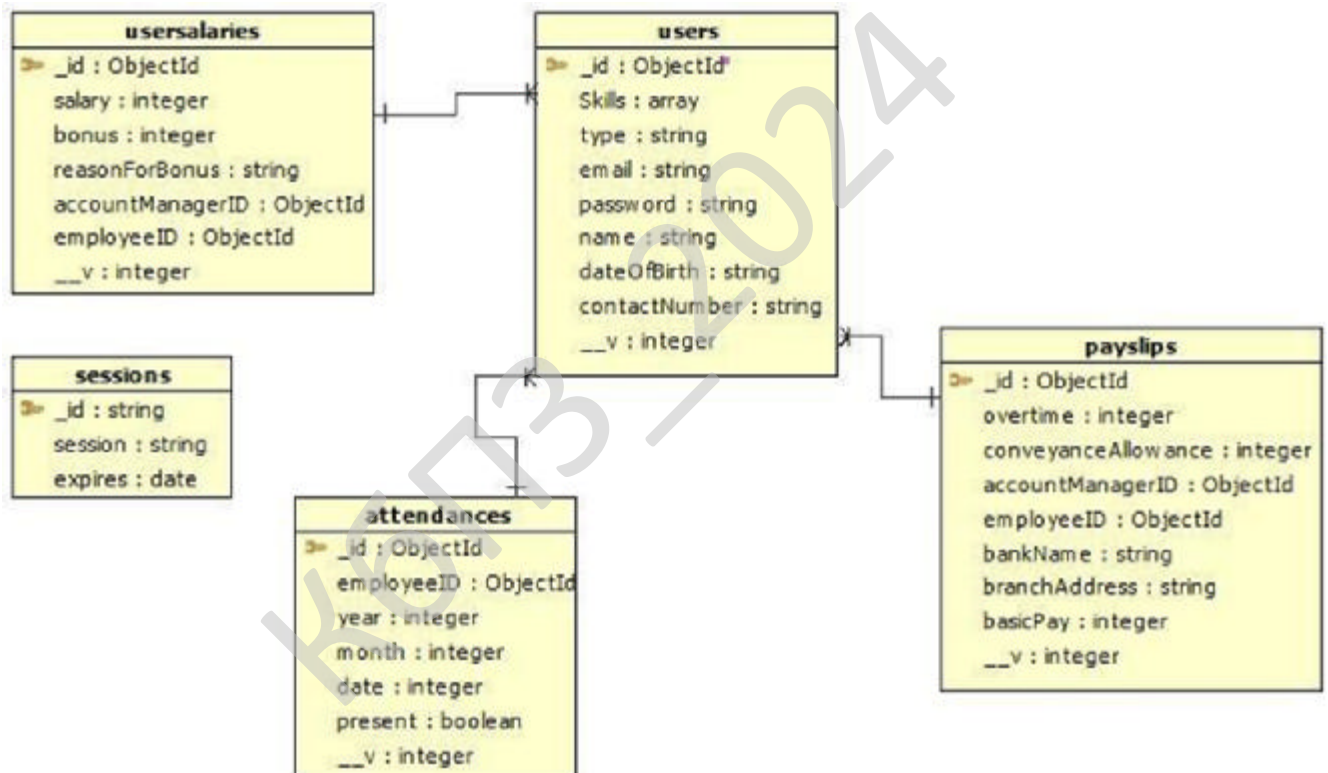 usersalaries
_id : ObjectId
salary : integer
bonus : integer
reasonForBonus : string
accountManagerID : ObjectId
employeeID : ObjectId
__v : integer
users
_id : ObjectId
Skills : array
type : string
email : string
password : string
name : string
dateOfBirth : string
contactNumber : string
__v : integer
sessions
_id : string
session : string
expires : date
attendances
_id : ObjectId
employeeID : ObjectId
year : integer
month : integer
date : integer
present : boolean
__v : integer
payslips
_id : ObjectId
overtime : integer
conveyanceAllowance : integer
accountManagerID : ObjectId
employeeID : ObjectId
bankName : string
branchAddress : string
basicPay : integer
__v : integer
КбПЗ_2024